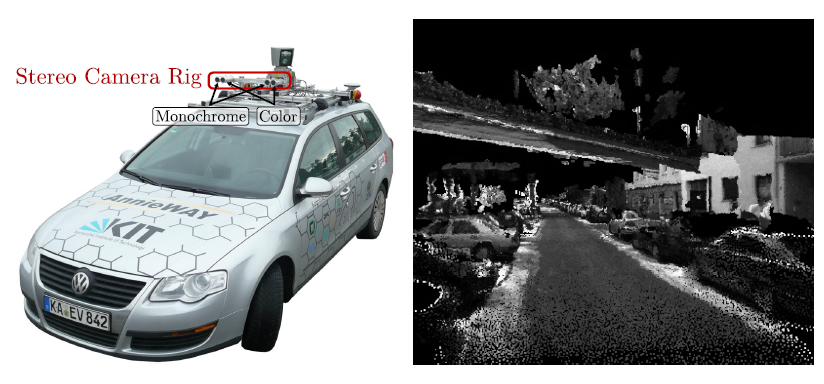 Stereo Camera Rig
Monochrome
Color
AnnieWAY
KIT
KA EV 842